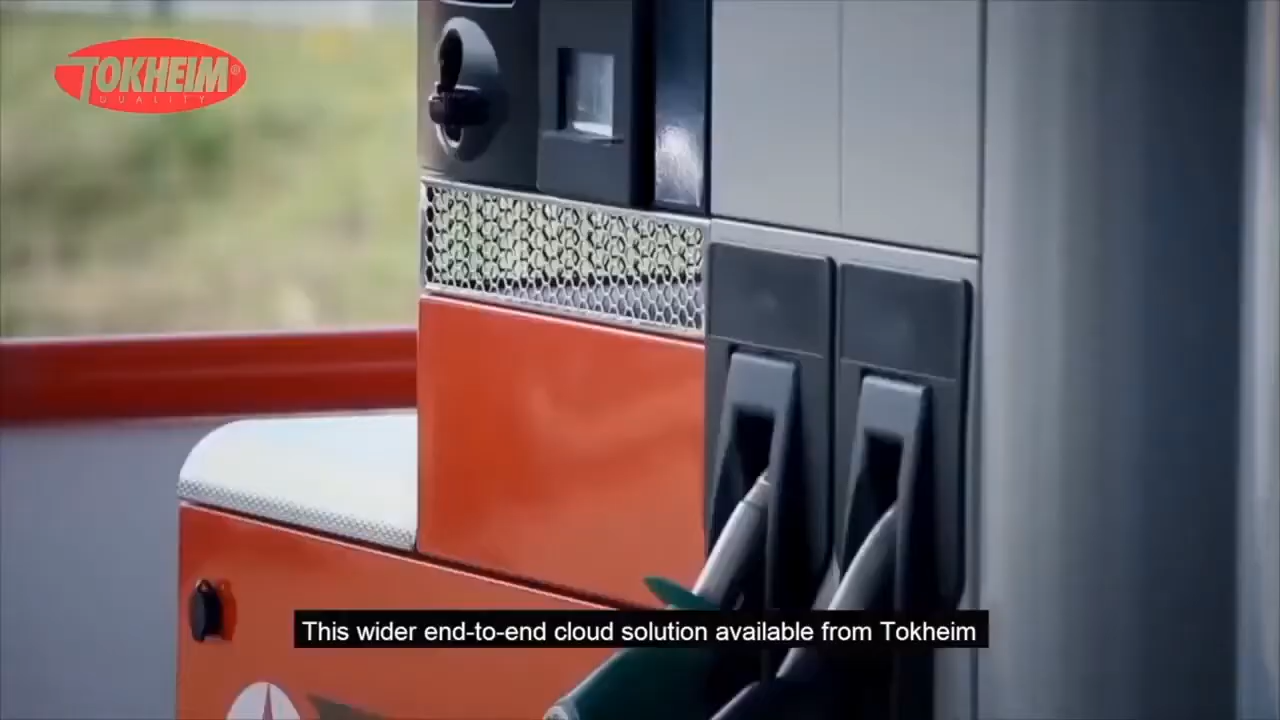 TOKHEIM®
QUALITY
This wider end-to-end cloud solution available from Tokheim